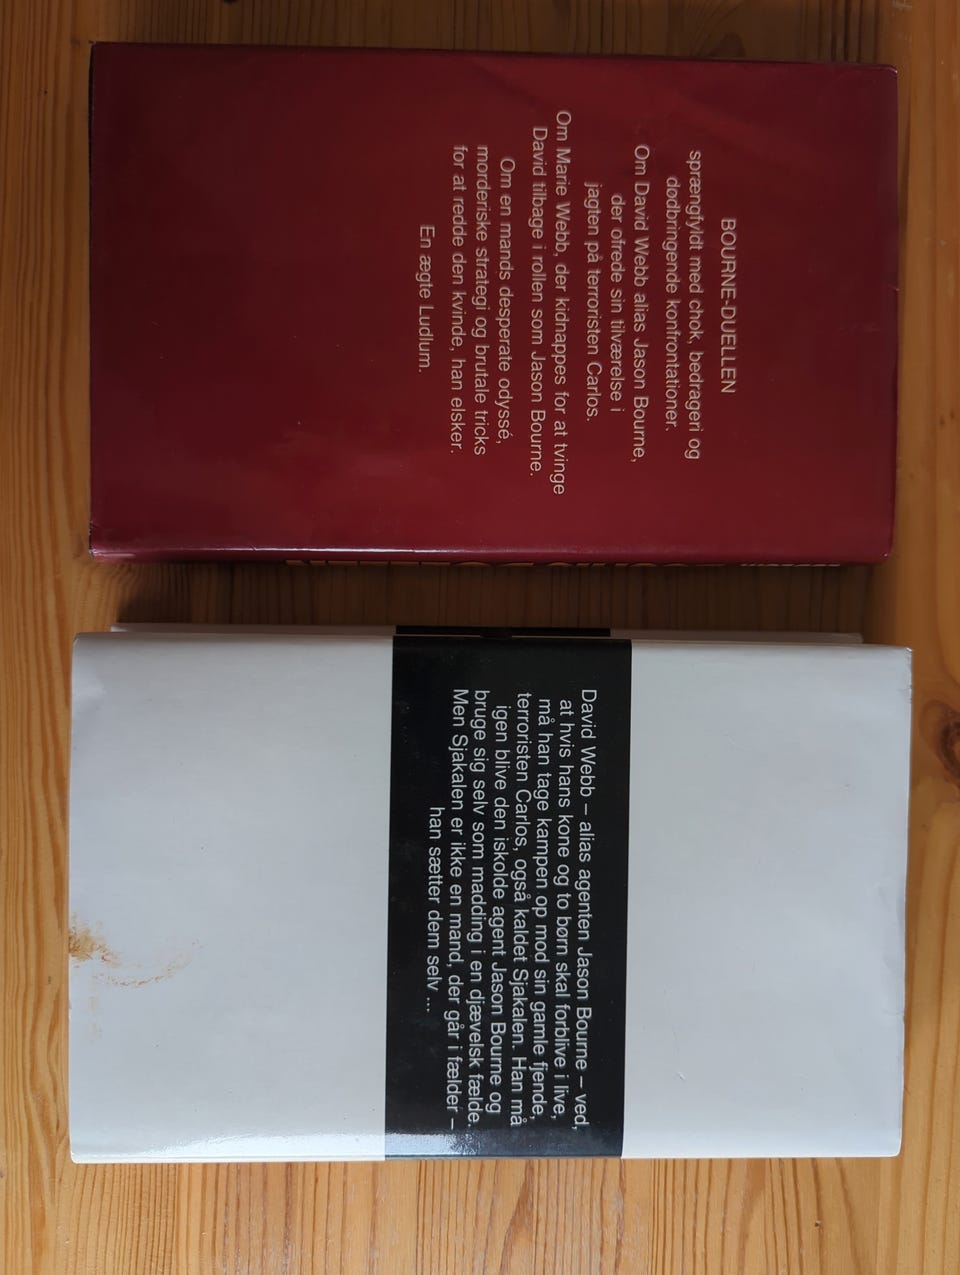 BOURNE-DUELLEN
sprængfyldt med chok, bedrageri og
dødbringende konfrontationer.
Om David Webb alias Jason Bourne,
der ofrede sin tilværelse i
jagten på terroristen Carlos.
Om Marie Webb, der kidnappes for at tvinge
David tilbage i rollen som Jason Bourne.
Om en mands desperate odyssé,
morderiske strategi og brutale tricks
for at redde den kvinde, han elsker.
En ægte Ludlum.
David Webb – alias agenten Jason Bourne – ved,
at hvis hans kone og to børn skal forblive i live,
må han tage kampen op mod sin gamle fjende,
terroristen Carlos, også kaldet Sjakalen. Han må
igen blive den iskolde agent Jason Bourne og
bruge sig selv som madding i en djævelsk fælde.
Men Sjakalen er ikke en mand, der går i fælder –
han sætter dem selv ...